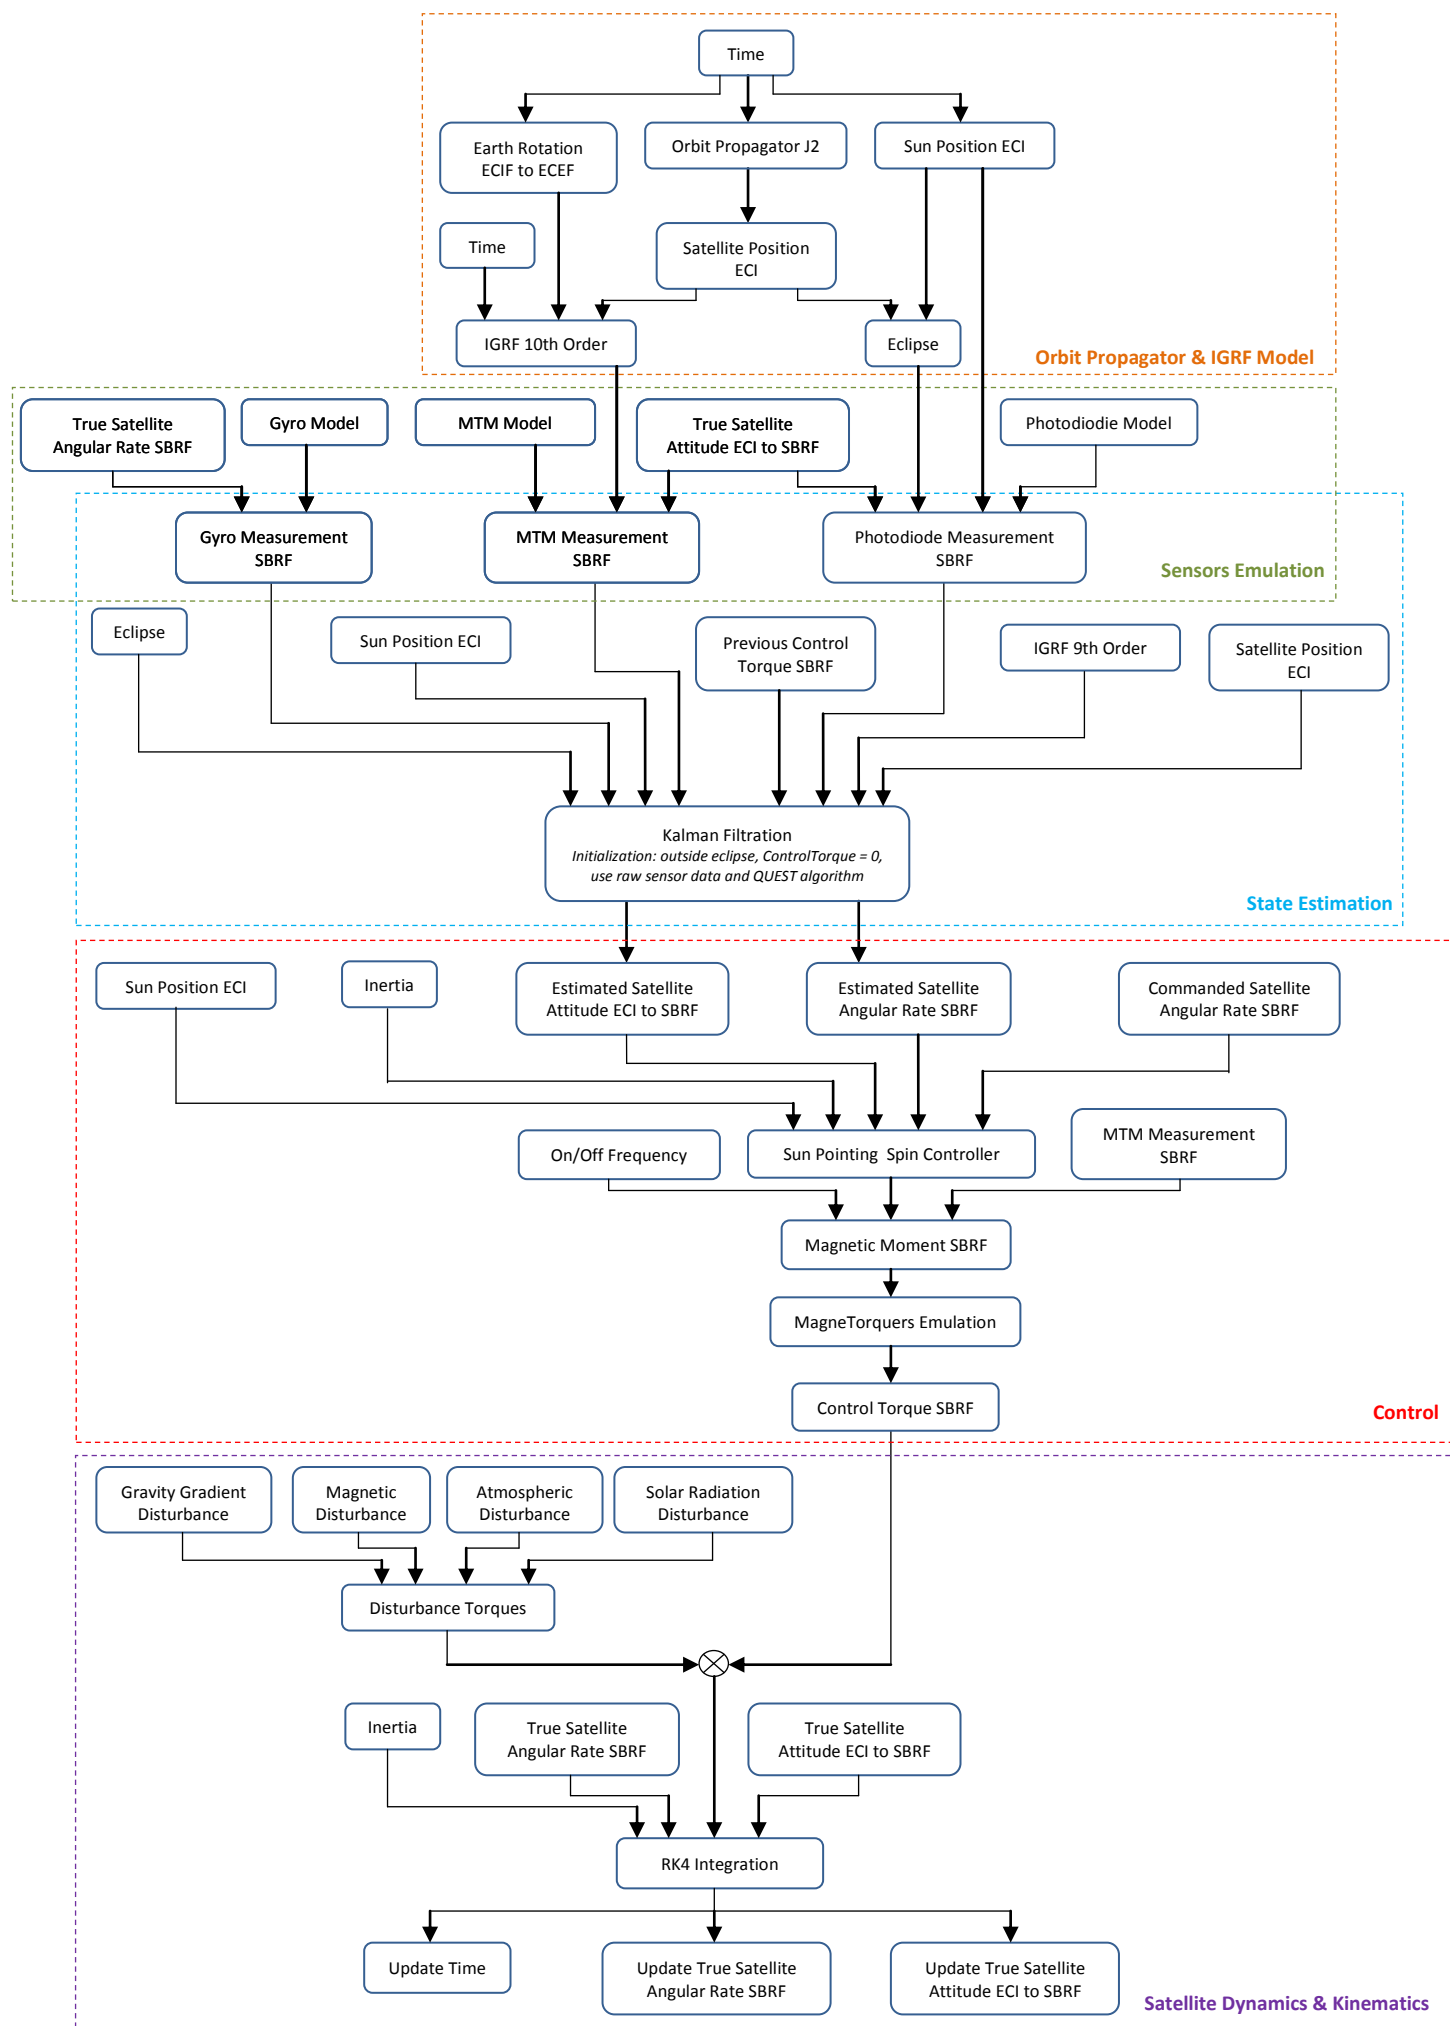 Time
Earth Rotation
ECIF to ECEF
Orbit Propagator J2
Sun Position ECI
Time
Satellite Position
ECI
IGRF 10th Order
Eclipse
Orbit Propagator & IGRF Model
True Satellite
Angular Rate SBRF
Gyro Model
MTM Model
True Satellite
Attitude ECI to SBRF
Photodiodie Model
Gyro Measurement
SBRF
MTM Measurement
SBRF
Photodiode Measurement
SBRF
Sensors Emulation
Eclipse
Sun Position ECI
Previous Control
Torque SBRF
IGRF 9th Order
Satellite Position
ECI
Kalman Filtration
Initialization: outside eclipse, ControlTorque = 0,
use raw sensor data and QUEST algorithm
State Estimation
Sun Position ECI
Inertia
Estimated Satellite
Attitude ECI to SBRF
Estimated Satellite
Angular Rate SBRF
Commanded Satellite
Angular Rate SBRF
On/Off Frequency
Sun Pointing  Spin Controller
MTM Measurement
SBRF
Magnetic Moment SBRF
MagneTorquers Emulation
Control Torque SBRF
Control
Gravity Gradient
Disturbance
Magnetic
Disturbance
Atmospheric
Disturbance
Solar Radiation
Disturbance
Disturbance Torques
Inertia
True Satellite
Angular Rate SBRF
True Satellite
Attitude ECI to SBRF
RK4 Integration
Update Time
Update True Satellite
Angular Rate SBRF
Update True Satellite
Attitude ECI to SBRF
Satellite Dynamics & Kinematics